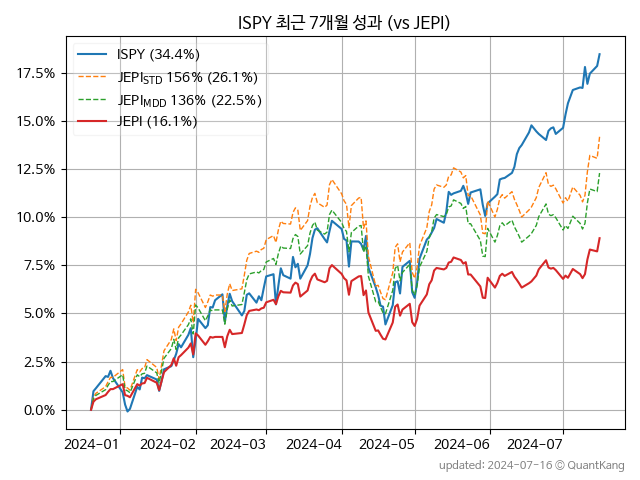 ISPY 최근 7개월 성과 (vs JEPI)
ISPY (34.4%)
JEPI_STD 156% (26.1%)
JEPI_MDD 136% (22.5%)
JEPI (16.1%)
17.5%
15.0%
12.5%
10.0%
7.5%
5.0%
2.5%
0.0%
2024-01 2024-02 2024-03 2024-04 2024-05 2024-06 2024-07
updated: 2024-07-16 © QuantKang